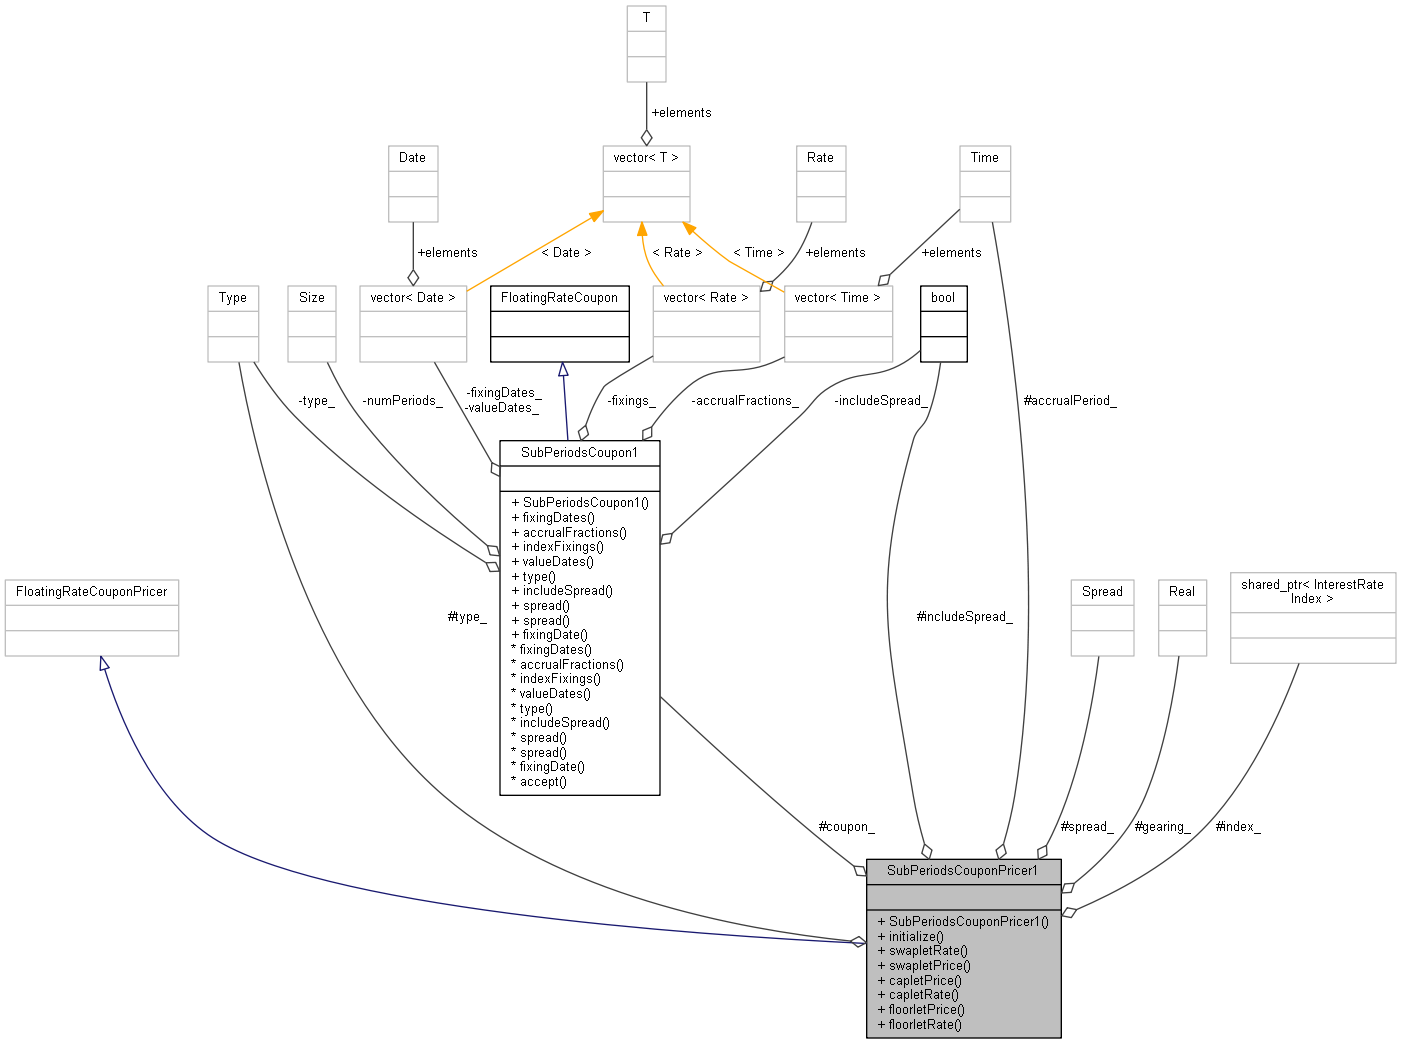 T
+elements
Date
vector< T >
Rate
Time
+elements
< Date >
< Rate >
< Time >
+elements
+elements
Type
Size
vector< Date >
FloatingRateCoupon
vector< Rate >
vector< Time >
bool
-type_
-numPeriods_
-fixingDates_
-valueDates_
-fixings_
-accrualFractions_
-includeSpread_
#accrualPeriod_
SubPeriodsCoupon1
+ SubPeriodsCoupon1()
+ fixingDates()
+ accrualFractions()
+ indexFixings()
+ valueDates()
+ type()
+ includeSpread()
+ spread()
+ spread()
+ fixingDate()
* fixingDates()
* accrualFractions()
* indexFixings()
* valueDates()
* type()
* includeSpread()
* spread()
* spread()
* fixingDate()
* accept()
FloatingRateCouponPricer
#type_
#includeSpread_
Spread
Real
shared_ptr< InterestRate
Index >
#coupon_
#spread_
#gearing_
#index_
SubPeriodsCouponPricer1
+ SubPeriodsCouponPricer1()
+ initialize()
+ swapletRate()
+ swapletPrice()
+ capletPrice()
+ capletRate()
+ floorletPrice()
+ floorletRate()